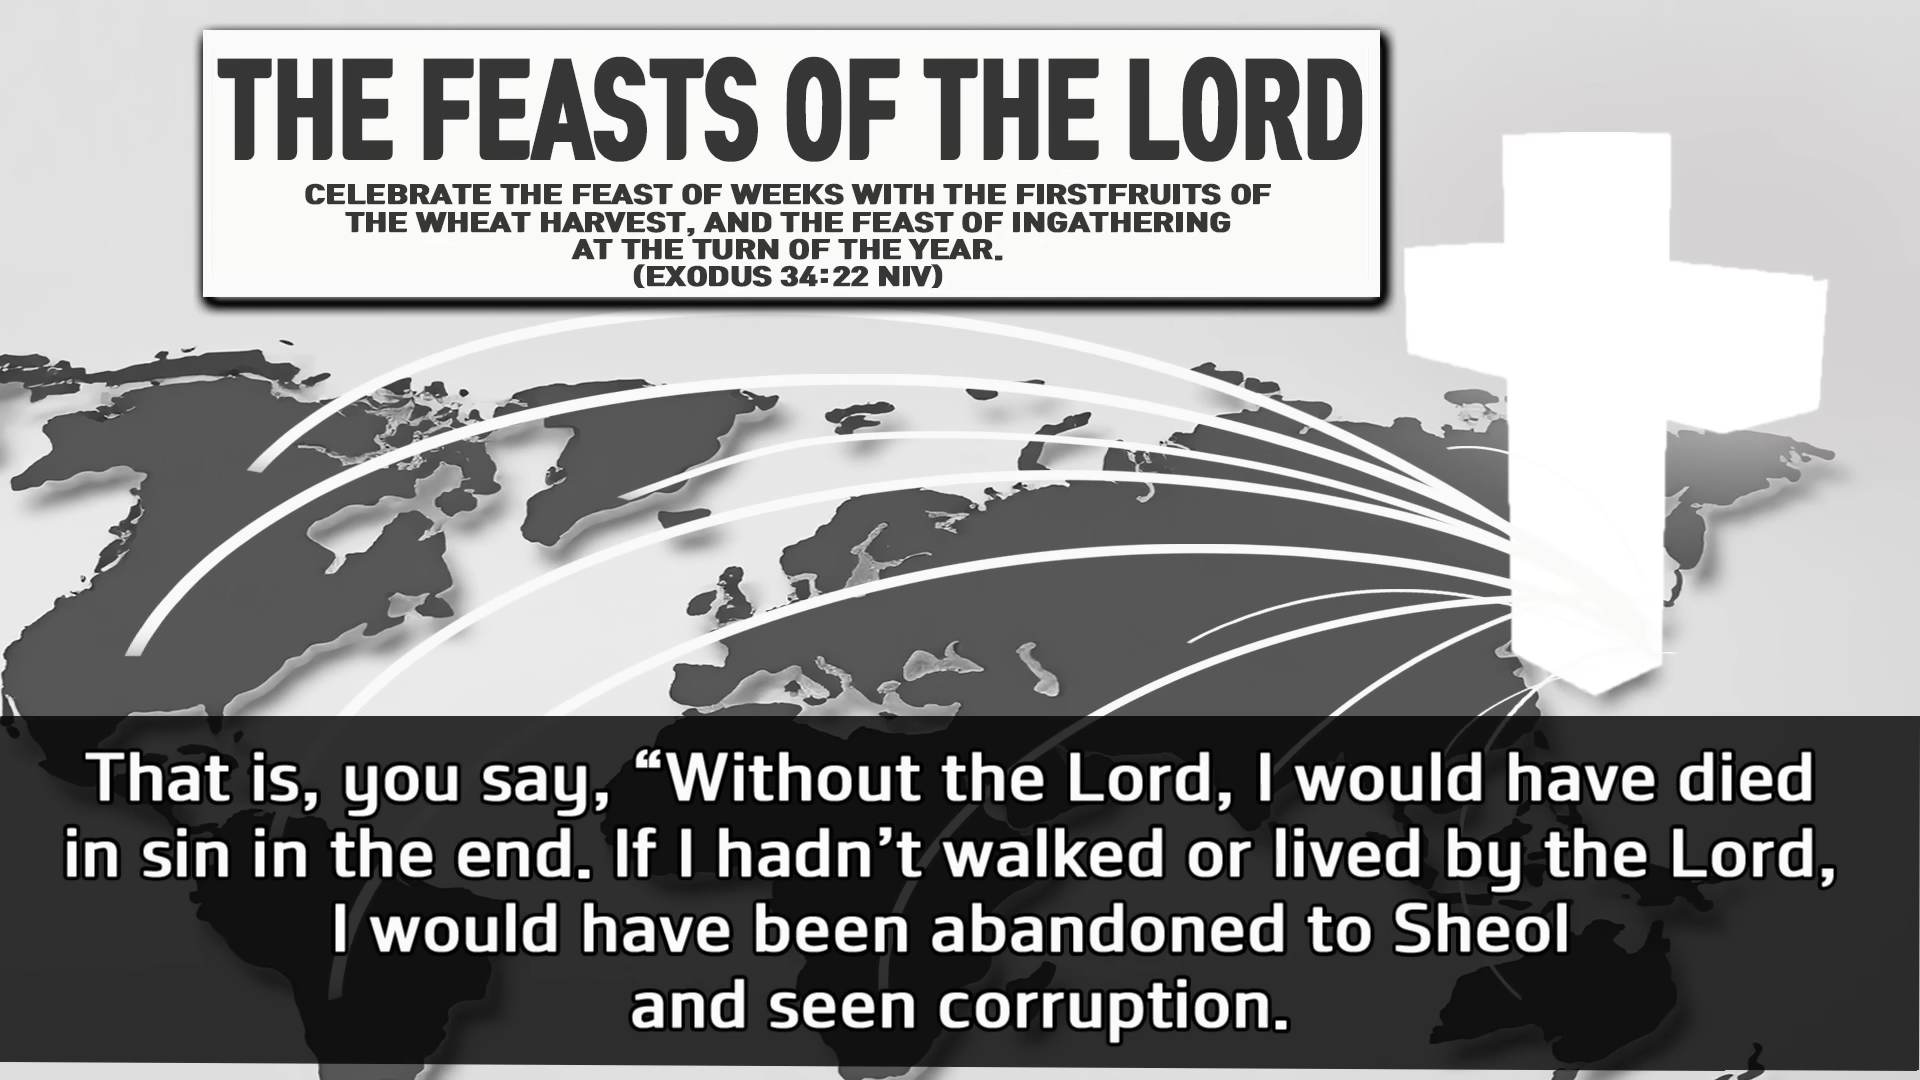 THE FEASTS OF THE LORD
CELEBRATE THE FEAST OF WEEKS WITH THE FIRSTFRUITS OF
THE WHEAT HARVEST, AND THE FEAST OF INGATHERING
AT THE TURN OF THE YEAR.
(EXODUS 34:22 NIV)
That is, you say, “Without the Lord, I would have died
in sin in the end. If I hadn’t walked or lived by the Lord,
I would have been abandoned to Sheol
and seen corruption.